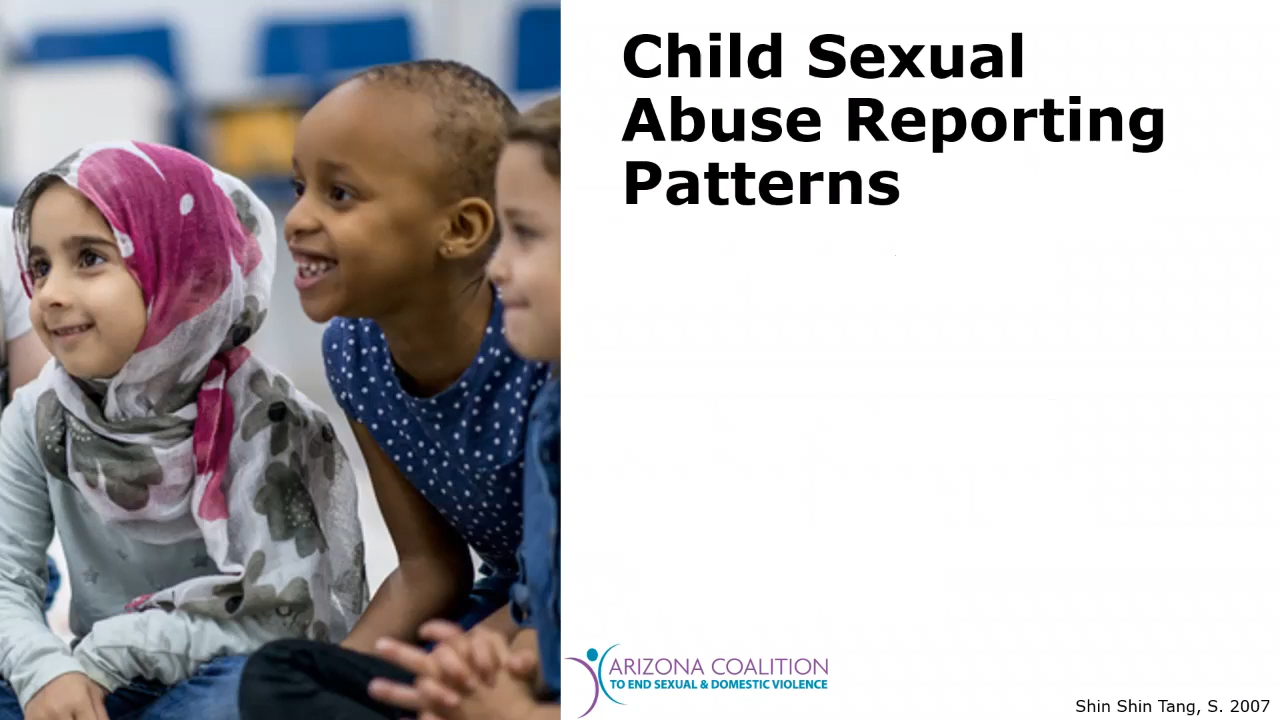 Child Sexual
Abuse Reporting
Patterns
ARIZONA COALITION
TO END SEXUAL & DOMESTIC VIOLENCE
Shin Shin Tang, S. 2007